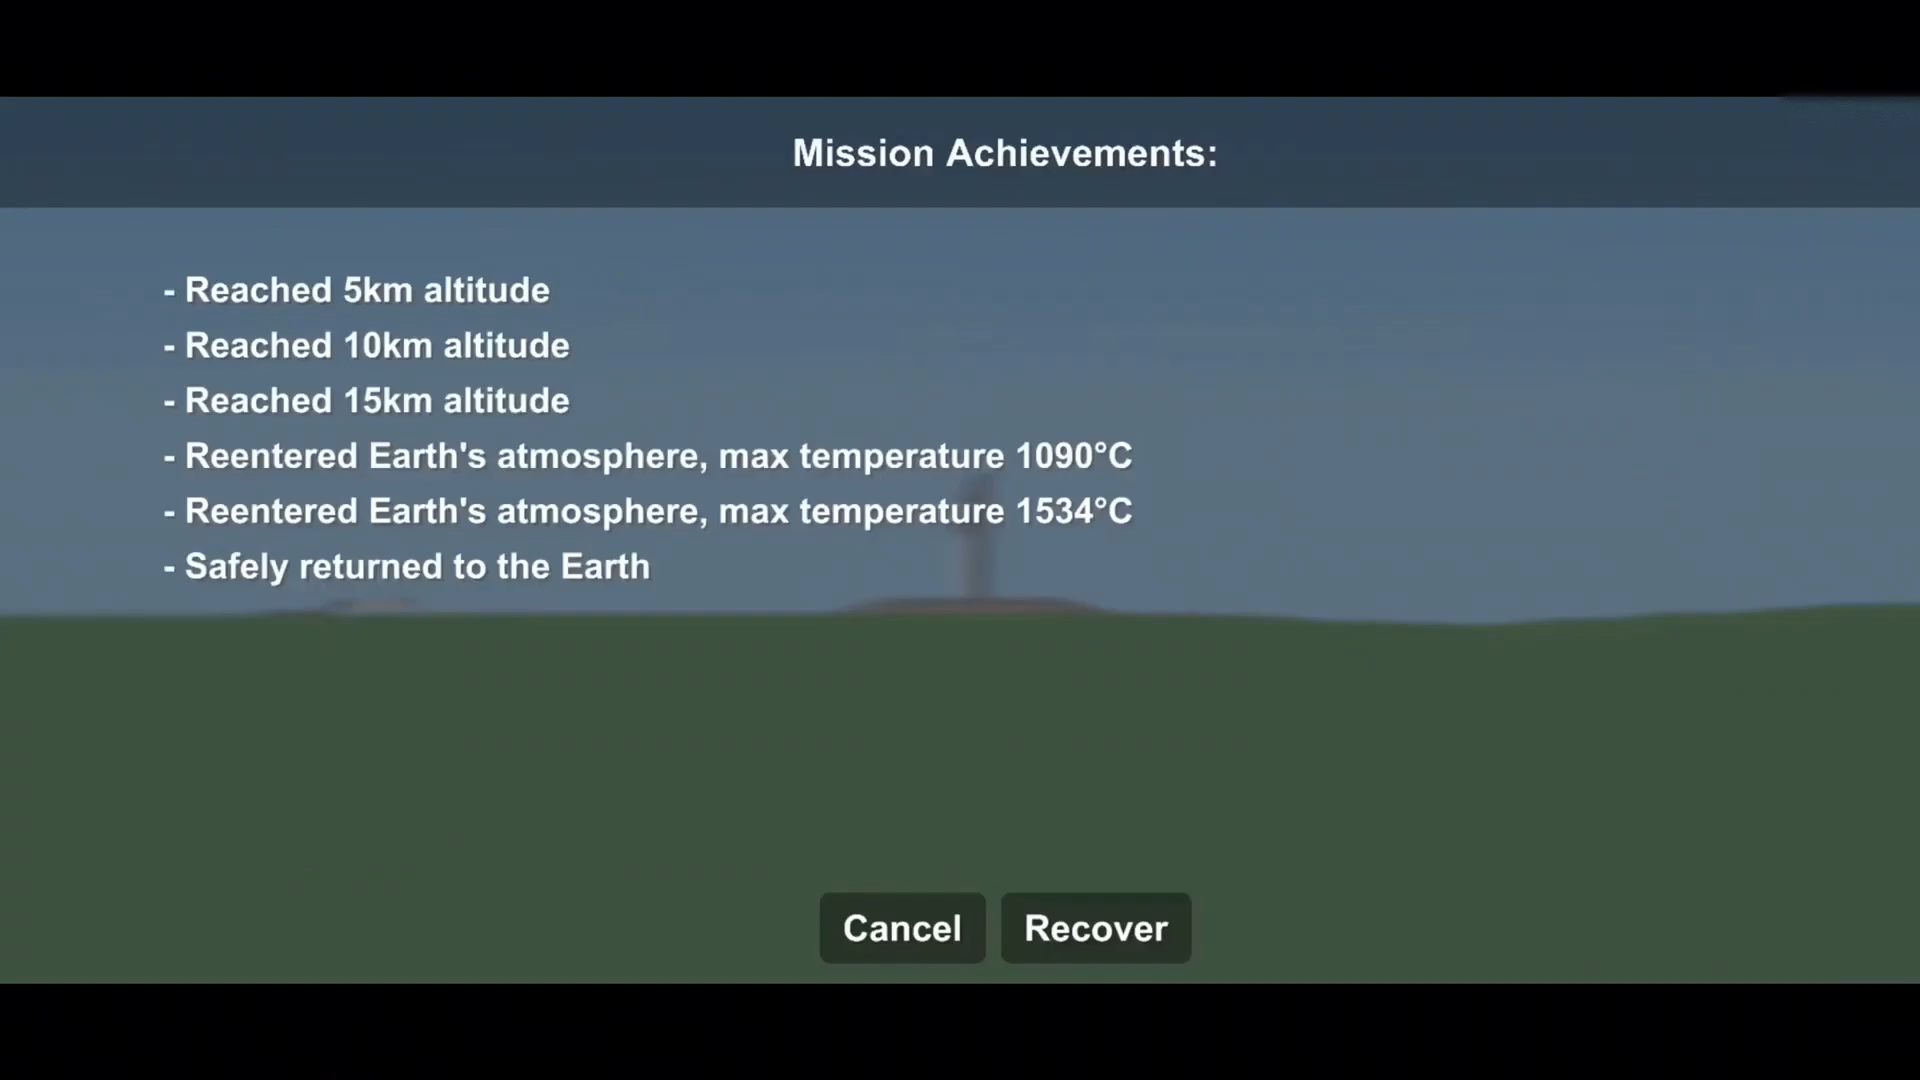 Mission Achievements:
- Reached 5km altitude
- Reached 10km altitude
- Reached 15km altitude
- Reentered Earth's atmosphere, max temperature 1090°C
- Reentered Earth's atmosphere, max temperature 1534°C
- Safely returned to the Earth
Cancel Recover